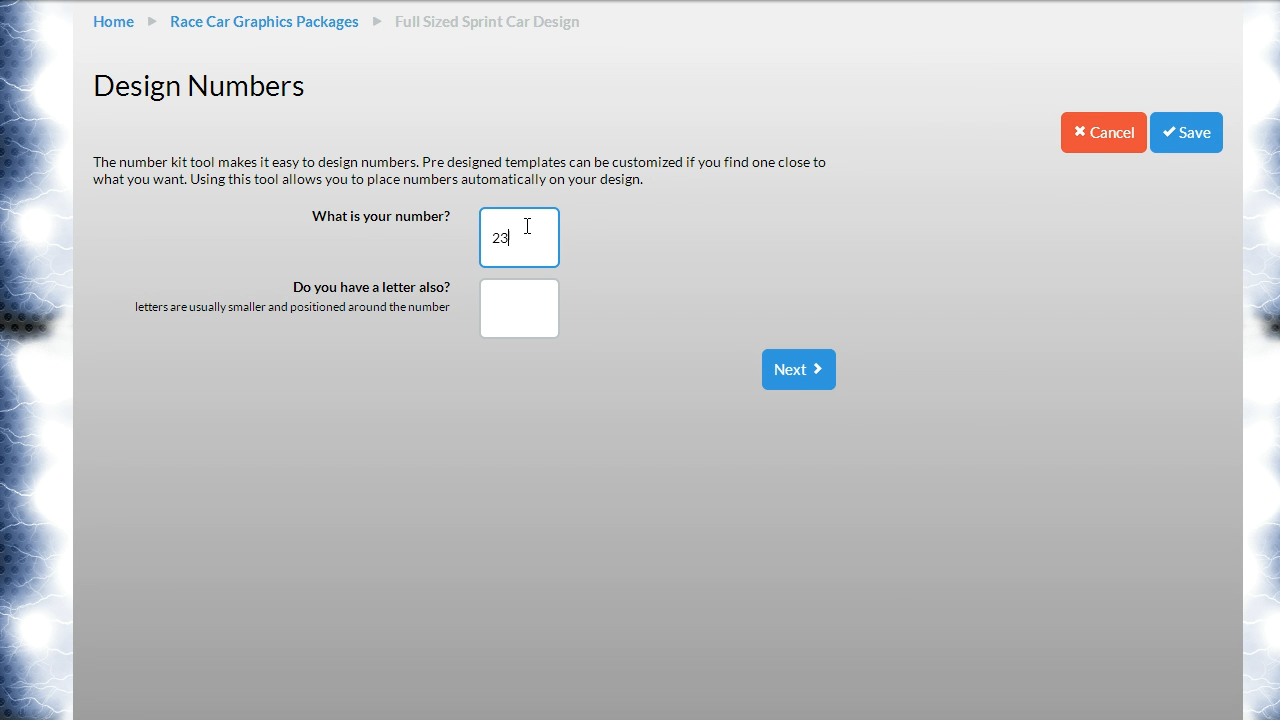 Home Race Car Graphics Packages Full Sized Sprint Car Design
Design Numbers
Cancel Save
The number kit tool makes it easy to design numbers. Pre designed templates can be customized if you find one close to
what you want. Using this tool allows you to place numbers automatically on your design.
What is your number? 23
Do you have a letter also?
letters are usually smaller and positioned around the number
Next